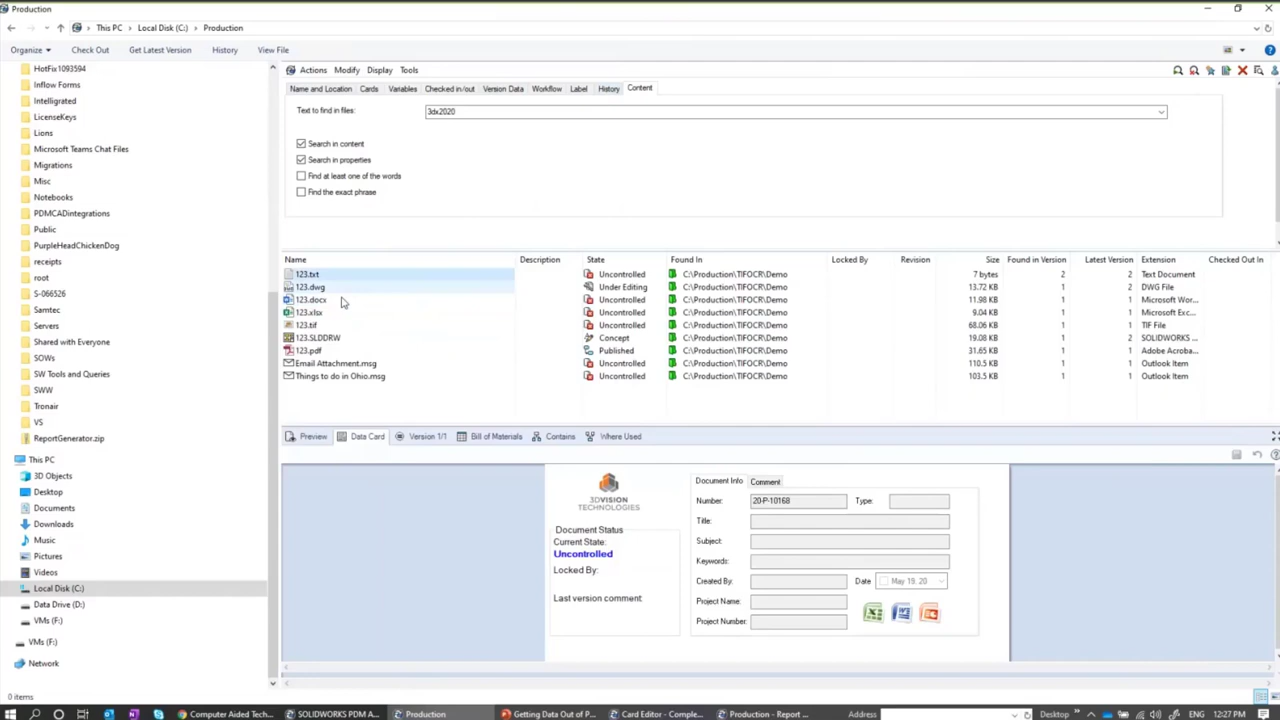 Production
This PC > Local Disk (C:) > Production
Organize ▾ Check Out Get Latest Version History View File
HotFix1093594
Inflow Forms
Intelligrated
LicenseKeys
Lions
Microsoft Teams Chat Files
Migrations
Misc
Notebooks
PDMCADintegrations
Public
PurpleHeadChickenDog
receipts
root
S-066526
Samtec
Servers
Shared with Everyone
SOWs
SW Tools and Queries
SWW
Tronair
VS
ReportGenerator.zip
This PC
3D Objects
Desktop
Documents
Downloads
Music
Pictures
Videos
Local Disk (C:)
Data Drive (D:)
VMs (F:)
VMs (F:)
Network
0 items
Actions Modify Display Tools
Name and Location Cards Variables Checked in/out Version Data Workflow Label History Content
Text to find in files: 3dx2020
Search in content
Search in properties
Find at least one of the words
Find the exact phrase
Name Description State Found In Locked By Revision Size Found in Version Latest Version Extension Checked Out In
123.txt Uncontrolled C:\Production\TIFOCR\Demo 7 bytes 2 2 Text Document
123.dwg Under Editing C:\Production\TIFOCR\Demo 13.72 KB 2 2 DWG File
123.docx Uncontrolled C:\Production\TIFOCR\Demo 11.98 KB 1 1 Microsoft Wor...
123.xlsx Uncontrolled C:\Production\TIFOCR\Demo 9.04 KB 1 1 Microsoft Exc...
123.tif Uncontrolled C:\Production\TIFOCR\Demo 68.06 KB 1 1 TIF File
123.SLDDRW Concept C:\Production\TIFOCR\Demo 19.08 KB 1 1 SOLIDWORKS ...
123.pdf Published C:\Production\TIFOCR\Demo 31.65 KB 1 1 Adobe Acroba...
Email Attachment.msg Uncontrolled C:\Production\TIFOCR\Demo 110.5 KB 1 1 Outlook Item
Things to do in Ohio.msg Uncontrolled C:\Production\TIFOCR\Demo 103.5 KB 1 1 Outlook Item
Preview Data Card Version 1/1 Bill of Materials Contains Where Used
3DVISION
TECHNOLOGIES
Document Status
Current State:
Uncontrolled
Locked By:
Last version comment
Document Info Comment
Number: 20-P-10168 Type:
Title:
Subject:
Keywords:
Created By: Date May 19. 20
Project Name:
Project Number:
Computer Aided Tech... SOLIDWORKS PDM A... Production Getting Data Out of P... Card Editor - Comple... Production - Report ... Address Desktop » ENG 12:27 PM